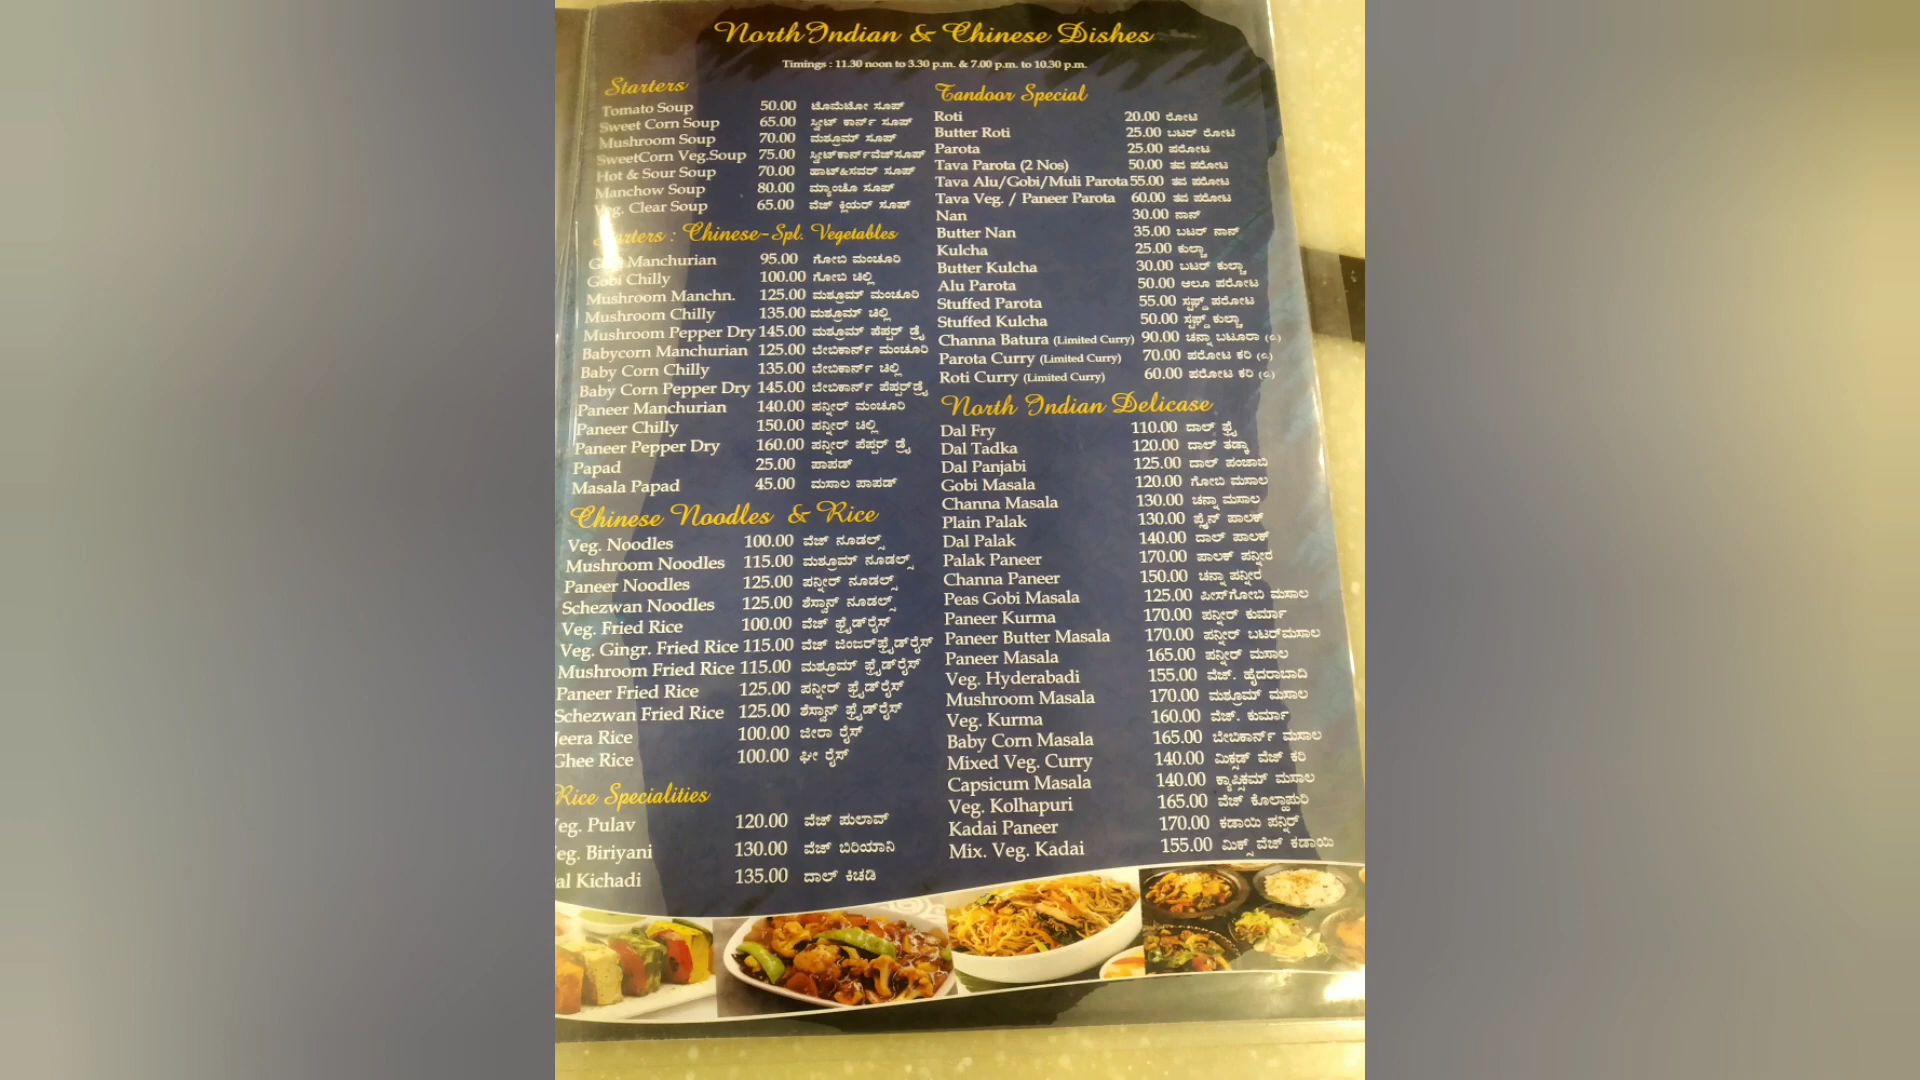 North Indian & Chinese Dishes
Timings : 11.30 noon to 3.30 p.m. & 7.00 p.m. to 10.30 p.m.
Starters
Tomato Soup 50.00 ಟೊಮೆಟೋ ಸೂಪ್
Sweet Corn Soup 65.00 ಸ್ವೀಟ್ ಕಾರ್ನ್ ಸೂಪ್
Mushroom Soup 70.00 ಮಶ್ರೂಮ್ ಸೂಪ್
SweetCorn Veg.Soup 75.00 ಸ್ವೀಟ್‌ಕಾರ್ನ್‌ವೆಜ್‌ಸೂಪ್
Hot & Sour Soup 70.00 ಹಾಟ್&ಸವರ್ ಸೂಪ್
Manchow Soup 80.00 ಮ್ಯಾಂಚೊ ಸೂಪ್
Veg. Clear Soup 65.00 ವೆಜ್ ಕ್ಲಿಯರ್ ಸೂಪ್
Starters : Chinese-Spl. Vegetables
Gobi Manchurian 95.00 ಗೋಬಿ ಮಂಚೂರಿ
Gobi Chilly 100.00 ಗೋಬಿ ಚಿಲ್ಲಿ
Mushroom Manchn. 125.00 ಮಶ್ರೂಮ್ ಮಂಚೂರಿ
Mushroom Chilly 135.00 ಮಶ್ರೂಮ್ ಚಿಲ್ಲಿ
Mushroom Pepper Dry 145.00 ಮಶ್ರೂಮ್ ಪೆಪ್ಪರ್ ಡ್ರೈ
Babycorn Manchurian 125.00 ಬೇಬಿಕಾರ್ನ್ ಮಂಚೂರಿ
Baby Corn Chilly 135.00 ಬೇಬಿಕಾರ್ನ್ ಚಿಲ್ಲಿ
Baby Corn Pepper Dry 145.00 ಬೇಬಿಕಾರ್ನ್ ಪೆಪ್ಪರ್‌ಡ್ರೈ
Paneer Manchurian 140.00 ಪನ್ನೀರ್ ಮಂಚೂರಿ
Paneer Chilly 150.00 ಪನ್ನೀರ್ ಚಿಲ್ಲಿ
Paneer Pepper Dry 160.00 ಪನ್ನೀರ್ ಪೆಪ್ಪರ್ ಡ್ರೈ
Papad 25.00 ಪಾಪಡ್
Masala Papad 45.00 ಮಸಾಲ ಪಾಪಡ್
Chinese Noodles & Rice
Veg. Noodles 100.00 ವೆಜ್ ನೂಡಲ್ಸ್
Mushroom Noodles 115.00 ಮಶ್ರೂಮ್ ನೂಡಲ್ಸ್
Paneer Noodles 125.00 ಪನ್ನೀರ್ ನೂಡಲ್ಸ್
Schezwan Noodles 125.00 ಶೆಸ್ವಾನ್ ನೂಡಲ್ಸ್
Veg. Fried Rice 100.00 ವೆಜ್ ಫ್ರೈಡ್‌ರೈಸ್
Veg. Gingr. Fried Rice 115.00 ವೆಜ್ ಜಿಂಜರ್‌ಫ್ರೈಡ್‌ರೈಸ್
Mushroom Fried Rice 115.00 ಮಶ್ರೂಮ್ ಫ್ರೈಡ್‌ರೈಸ್
Paneer Fried Rice 125.00 ಪನ್ನೀರ್ ಫ್ರೈಡ್‌ರೈಸ್
Schezwan Fried Rice 125.00 ಶೆಸ್ವಾನ್ ಫ್ರೈಡ್‌ರೈಸ್
Jeera Rice 100.00 ಜೀರಾ ರೈಸ್
Ghee Rice 100.00 ಘೀ ರೈಸ್
Rice Specialities
Veg. Pulav 120.00 ವೆಜ್ ಪುಲಾವ್
Veg. Biriyani 130.00 ವೆಜ್ ಬಿರಿಯಾನಿ
Dal Kichadi 135.00 ದಾಲ್ ಕಿಚಡಿ
Tandoor Special
Roti 20.00 ರೋಟಿ
Butter Roti 25.00 ಬಟರ್ ರೋಟಿ
Parota 25.00 ಪರೋಟ
Tava Parota (2 Nos) 50.00 ತವ ಪರೋಟ
Tava Alu/Gobi/Muli Parota 55.00 ತವ ಪರೋಟ
Tava Veg. / Paneer Parota 60.00 ತವ ಪರೋಟ
Nan 30.00 ನಾನ್
Butter Nan 35.00 ಬಟರ್ ನಾನ್
Kulcha 25.00 ಕುಲ್ಚಾ
Butter Kulcha 30.00 ಬಟರ್ ಕುಲ್ಚಾ
Alu Parota 50.00 ಆಲೂ ಪರೋಟ
Stuffed Parota 55.00 ಸ್ಟಫ್ಡ್ ಪರೋಟ
Stuffed Kulcha 50.00 ಸ್ಟಫ್ಡ್ ಕುಲ್ಚಾ
Channa Batura (Limited Curry) 90.00 ಚನ್ನಾ ಬಟೂರಾ (ಲಿ)
Parota Curry (Limited Curry) 70.00 ಪರೋಟ ಕರಿ (ಲಿ)
Roti Curry (Limited Curry) 60.00 ಪರೋಟ ಕರಿ (ಲಿ)
North Indian Delicase
Dal Fry 110.00 ದಾಲ್ ಫ್ರೈ
Dal Tadka 120.00 ದಾಲ್ ತಡ್ಕಾ
Dal Panjabi 125.00 ದಾಲ್ ಪಂಜಾಬಿ
Gobi Masala 120.00 ಗೋಬಿ ಮಸಾಲ
Channa Masala 130.00 ಚನ್ನಾ ಮಸಾಲ
Plain Palak 130.00 ಪ್ಲೈನ್ ಪಾಲಕ್
Dal Palak 140.00 ದಾಲ್ ಪಾಲಕ್
Palak Paneer 170.00 ಪಾಲಕ್ ಪನ್ನೀರ
Channa Paneer 150.00 ಚನ್ನಾ ಪನ್ನೀರ
Peas Gobi Masala 125.00 ಪೀಸ್‌ಗೋಬಿ ಮಸಾಲ
Paneer Kurma 170.00 ಪನ್ನೀರ್ ಕುರ್ಮಾ
Paneer Butter Masala 170.00 ಪನ್ನೀರ್ ಬಟರ್‌ಮಸಾಲ
Paneer Masala 165.00 ಪನ್ನೀರ್ ಮಸಾಲ
Veg. Hyderabadi 155.00 ವೆಜ್. ಹೈದರಾಬಾದಿ
Mushroom Masala 170.00 ಮಶ್ರೂಮ್ ಮಸಾಲ
Veg. Kurma 160.00 ವೆಜ್. ಕುರ್ಮಾ
Baby Corn Masala 165.00 ಬೇಬಿಕಾರ್ನ್ ಮಸಾಲ
Mixed Veg. Curry 140.00 ಮಿಕ್ಸಡ್ ವೆಜ್ ಕರಿ
Capsicum Masala 140.00 ಕ್ಯಾಪ್ಸಿಕಮ್ ಮಸಾಲ
Veg. Kolhapuri 165.00 ವೆಜ್ ಕೊಲ್ಹಾಪುರಿ
Kadai Paneer 170.00 ಕಡಾಯಿ ಪನ್ನಿರ್
Mix. Veg. Kadai 155.00 ಮಿಕ್ಸ್ ವೆಜ್ ಕಡಾಯಿ